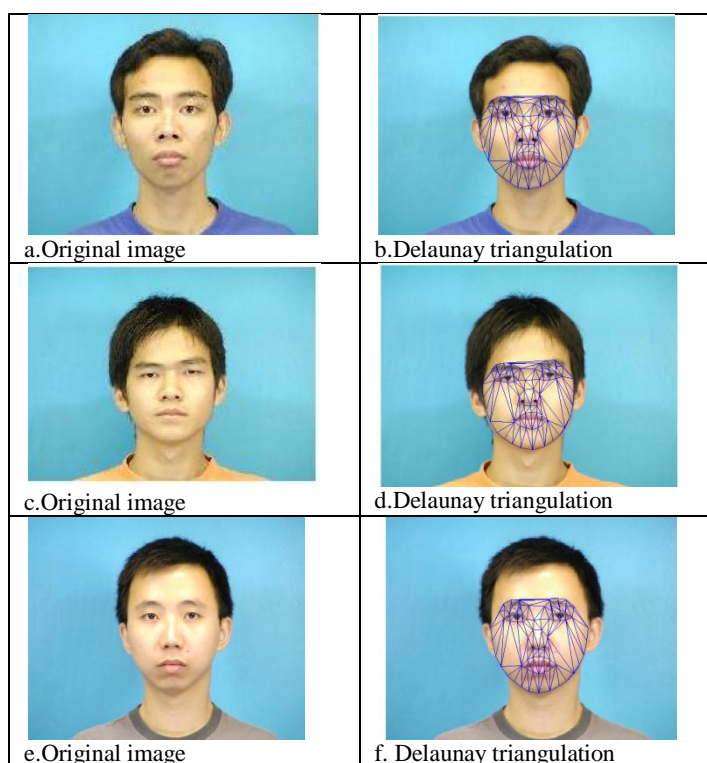 a.Original image
b.Delaunay triangulation
c.Original image
d.Delaunay triangulation
e.Original image
f. Delaunay triangulation